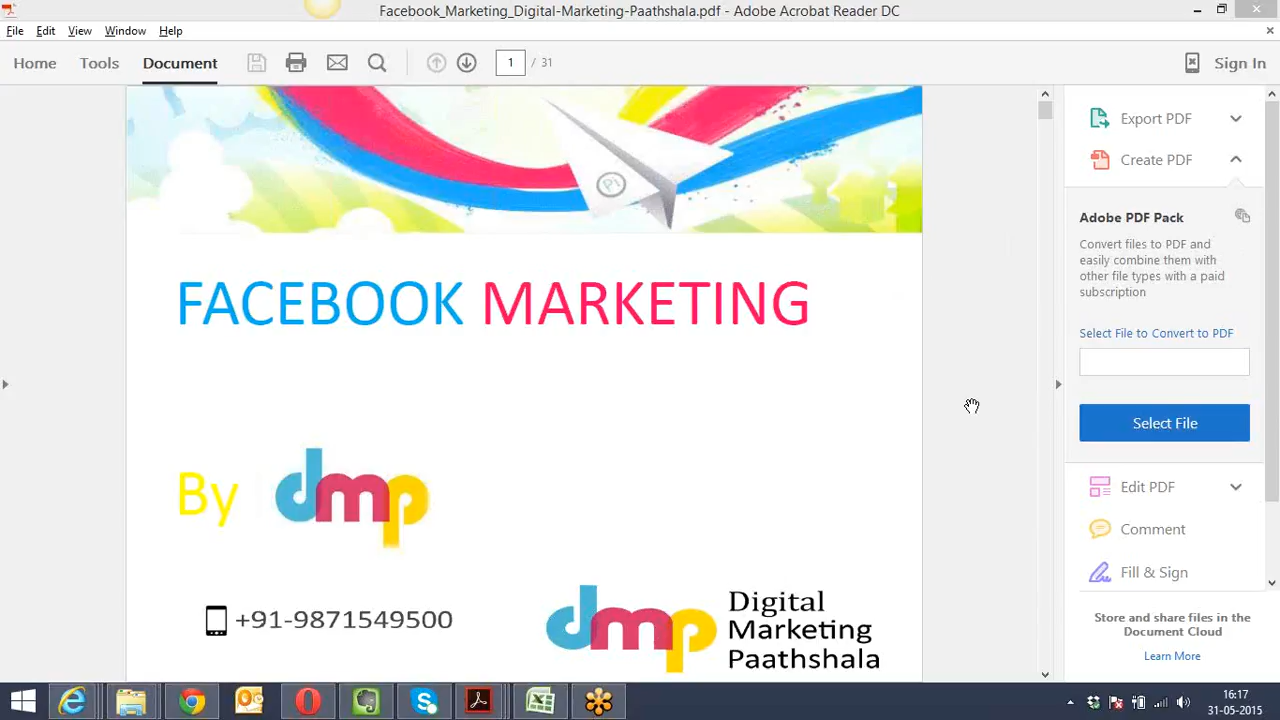 Facebook_Marketing_Digital-Marketing-Paathshala.pdf - Adobe Acrobat Reader DC
File Edit View Window Help
Home Tools Document 1 / 31 Sign In
Export PDF
Create PDF
Adobe PDF Pack
Convert files to PDF and
easily combine them with
other file types with a paid
subscription
Select File to Convert to PDF
Select File
Edit PDF
Comment
Fill & Sign
Store and share files in the
Document Cloud
Learn More
FACEBOOK MARKETING
By dmp
+91-9871549500
dmp Digital
Marketing
Paathshala
16:17
31-05-2015